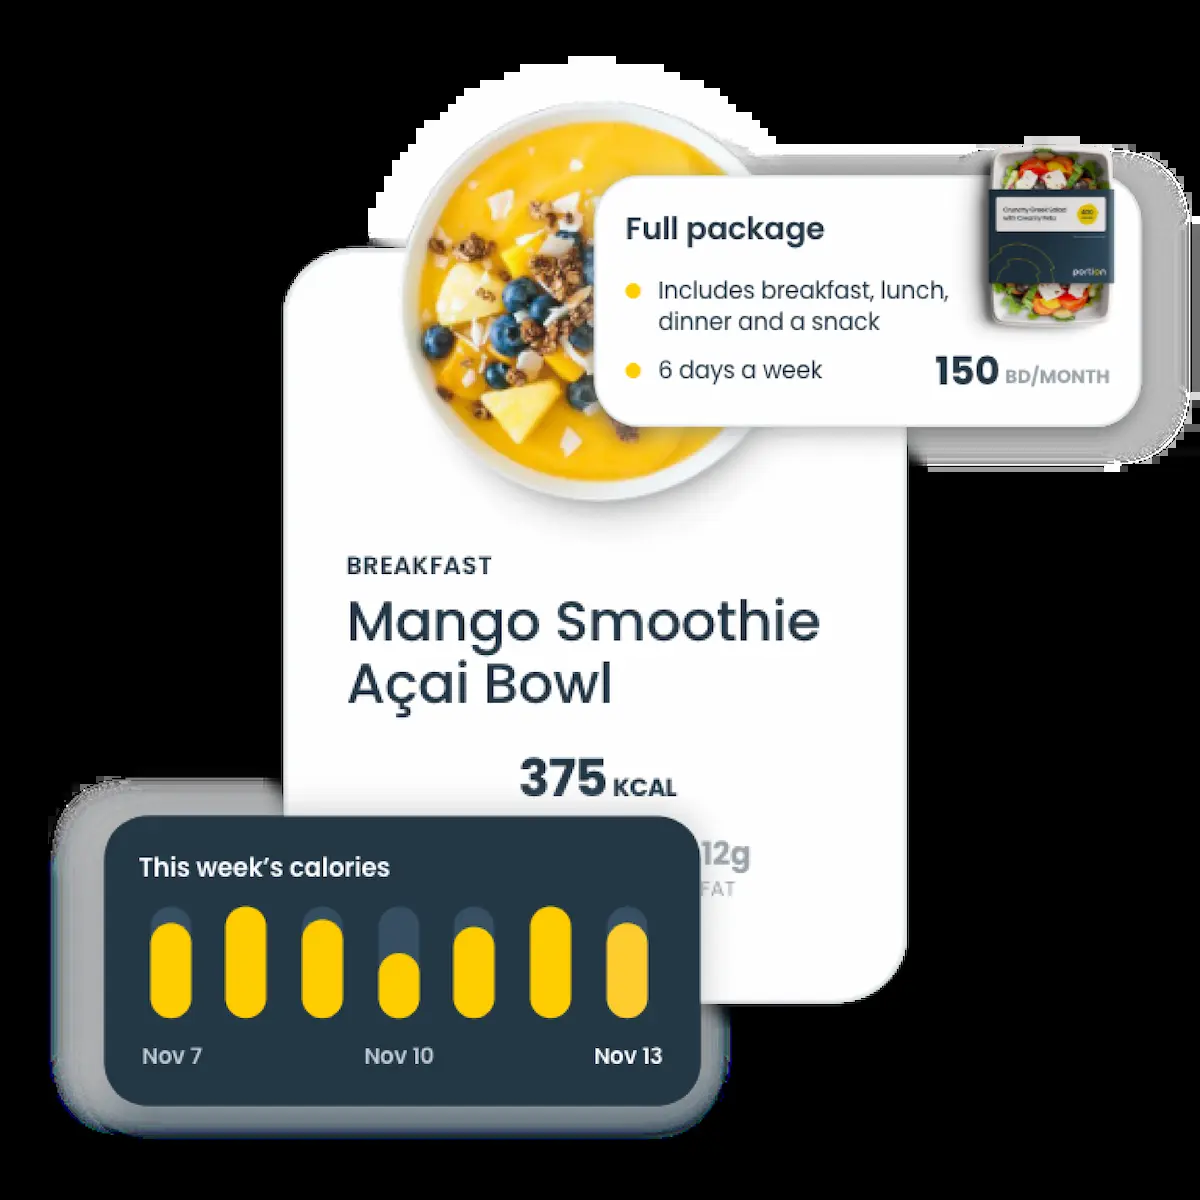 Full package
Includes breakfast, lunch,
dinner and a snack
6 days a week
150 BD/MONTH
Crunchy Greek Salad
with Creamy Feta
400
portion
BREAKFAST
Mango Smoothie
Açai Bowl
375 KCAL
12g
FAT
This week’s calories
Nov 7
Nov 10
Nov 13